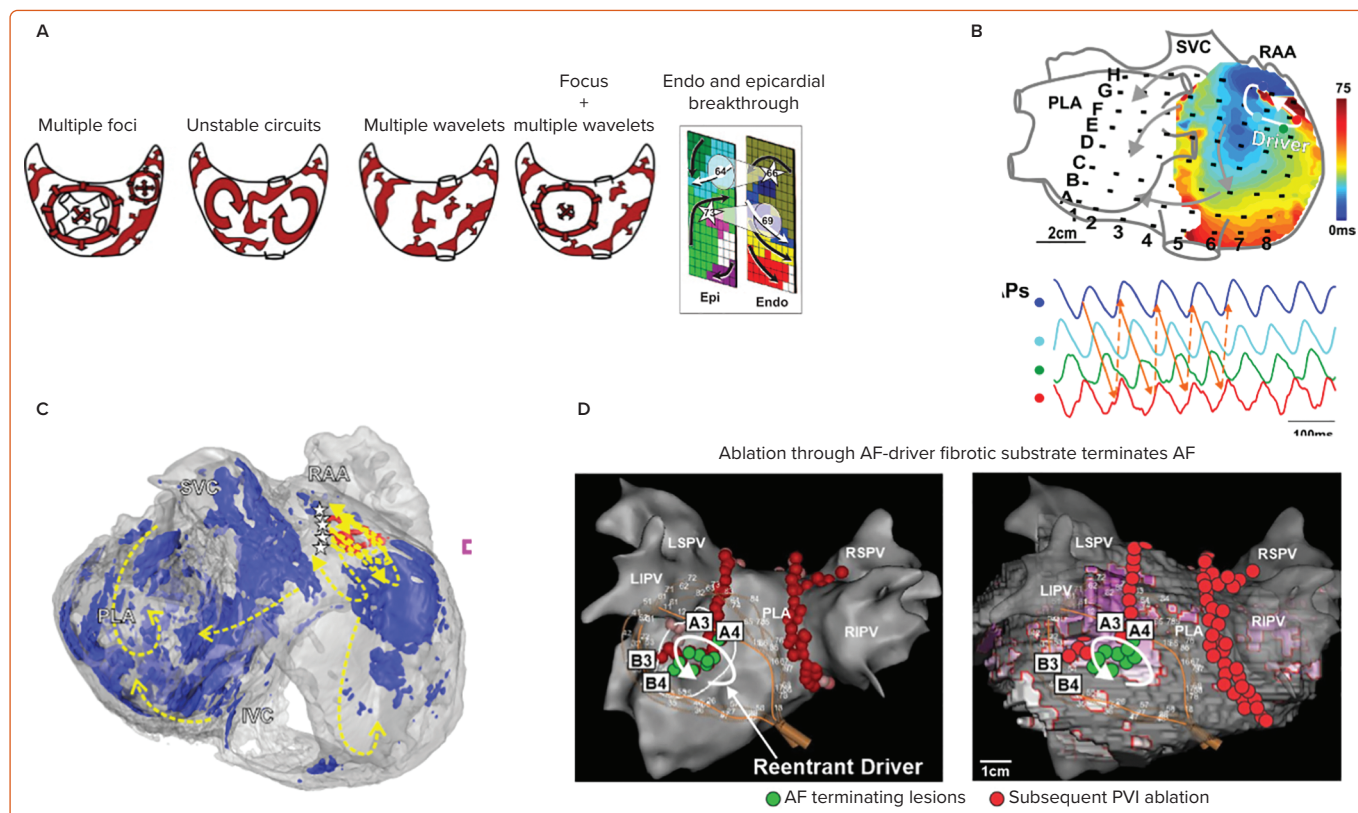 A
Multiple foci
Unstable circuits
Multiple wavelets
Focus
+
multiple wavelets
Endo and epicardial
breakthrough
64
66
73
69
Epi
Endo
B
SVC
RAA
PLA
H
G
F
E
D
C
B
A
1 2 3 4 5 6 7 8
2cm
Driver
75
0ms
APs
100ms
C
SVC
RAA
PLA
IVC
D
Ablation through AF-driver fibrotic substrate terminates AF
LSPV
RSPV
LIPV
PLA
RIPV
A3
A4
B3
B4
Reentrant Driver
LSPV
RSPV
LIPV
PLA
RIPV
A3
A4
B3
B4
1cm
AF terminating lesions
Subsequent PVI ablation